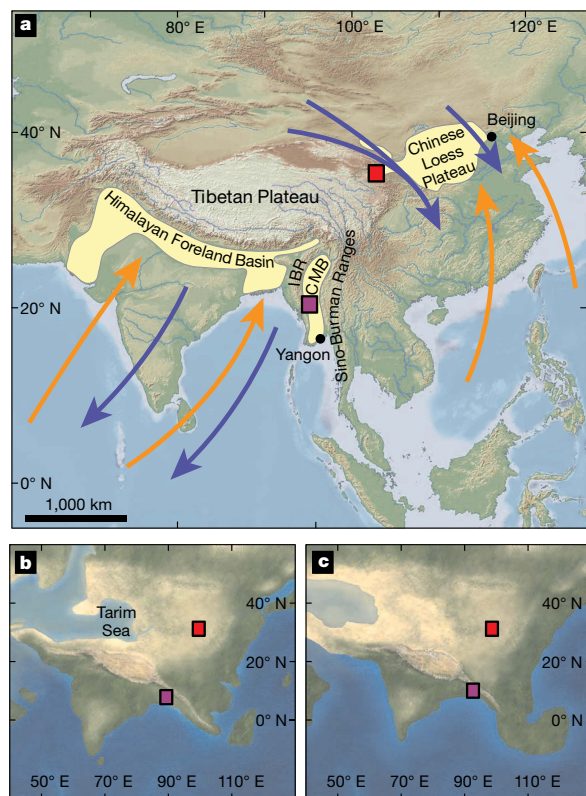 a
80° E
100° E
120° E
Beijing
40° N
Chinese
Loess
Plateau
Tibetan Plateau
Himalayan Foreland Basin
IBR
CMB
Sino-Burman Ranges
20° N
Yangon
0° N
1,000 km
b
Tarim
Sea
40° N
20° N
0° N
50° E
70° E
90° E
110° E
c
40° N
20° N
0° N
50° E
70° E
90° E
110° E